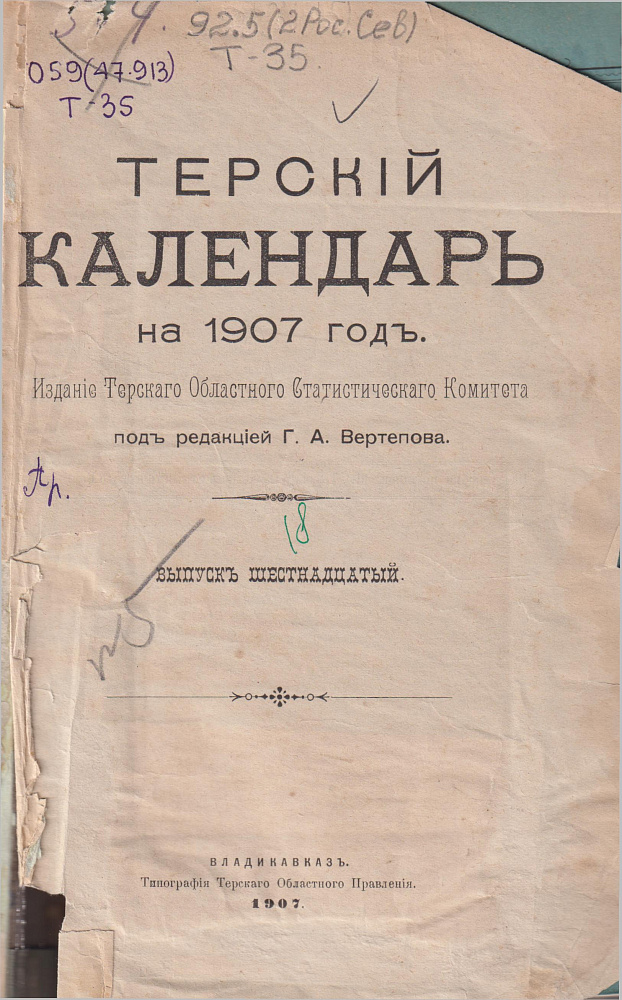 92.5(2Рос.Сев)
Т-35.
059(47.913)
Т-35
ТЕРСКІЙ
КАЛЕНДАРЬ
на 1907 годъ.
Изданіе Терскаго Областного Статистическаго Комитета
подъ редакціей Г. А. Вертепова.
Ар.
18
ВЫПУСКЪ ШЕСТНАДЦАТЫЙ.
ВЛАДИКАВКАЗЪ.
Типографія Терскаго Областного Правленія.
1907.